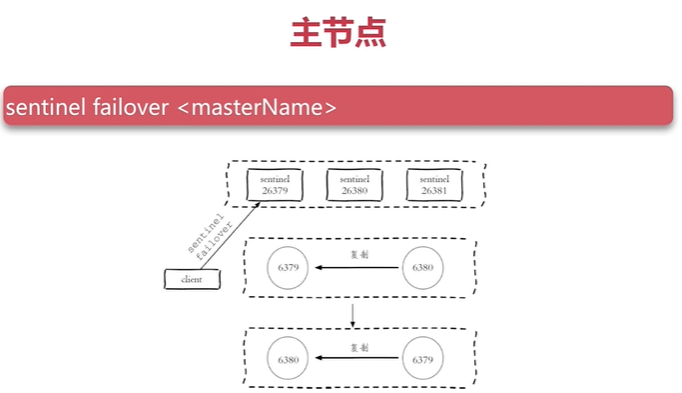 主节点
sentinel failover <masterName>
sentinel
26379
sentinel
26380
sentinel
26381
sentinel
failover
client
6379
复制
6380
6380
复制
6379